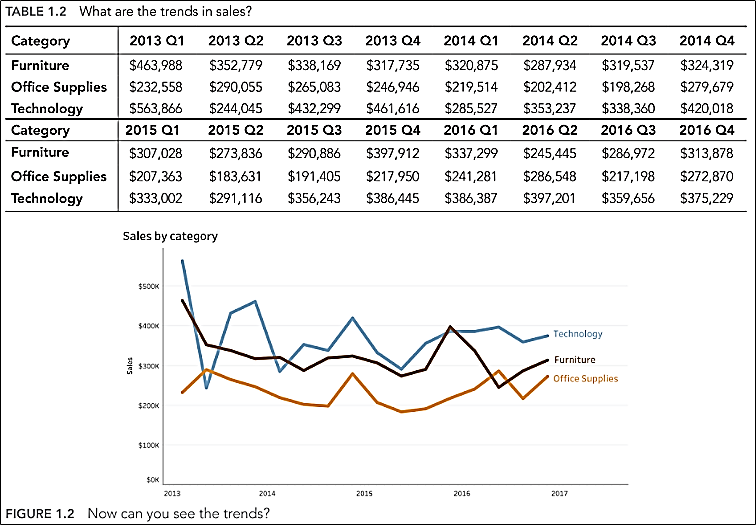 TABLE 1.2 What are the trends in sales?
Category 2013 Q1 2013 Q2 2013 Q3 2013 Q4 2014 Q1 2014 Q2 2014 Q3 2014 Q4
Furniture $463,988 $352,779 $338,169 $317,735 $320,875 $287,934 $319,537 $324,319
Office Supplies $232,558 $290,055 $265,083 $246,946 $219,514 $202,412 $198,268 $279,679
Technology $563,866 $244,045 $432,299 $461,616 $285,527 $353,237 $338,360 $420,018
Category 2015 Q1 2015 Q2 2015 Q3 2015 Q4 2016 Q1 2016 Q2 2016 Q3 2016 Q4
Furniture $307,028 $273,836 $290,886 $397,912 $337,299 $245,445 $286,972 $313,878
Office Supplies $207,363 $183,631 $191,405 $217,950 $241,281 $286,548 $217,198 $272,870
Technology $333,002 $291,116 $356,243 $386,445 $386,387 $397,201 $359,656 $375,229
Sales by category
$500K
$400K
$300K
$200K
$100K
$0K
Sales
Technology
Furniture
Office Supplies
2013 2014 2015 2016 2017
FIGURE 1.2 Now can you see the trends?